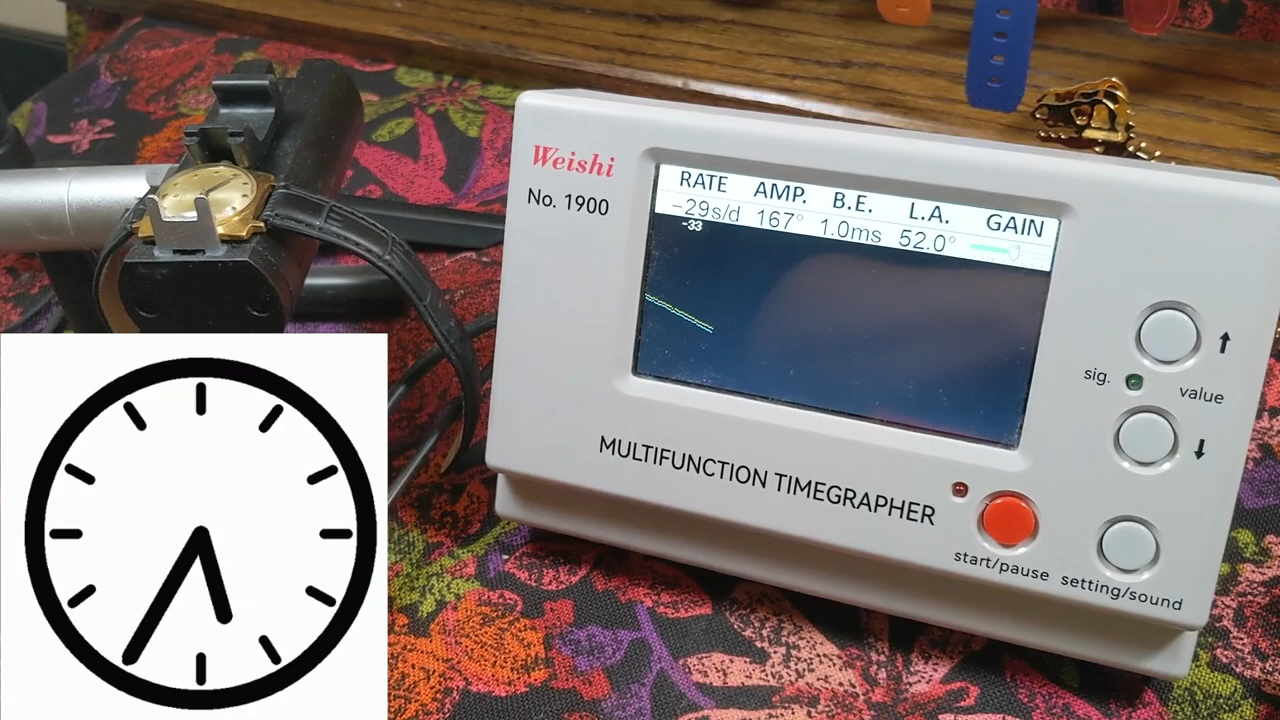 Weishi
No. 1900
RATE AMP. B.E. L.A. GAIN
-29s/d 167° 1.0ms 52.0°
-33
sig.
value
MULTIFUNCTION TIMEGRAPHER
start/pause
setting/sound